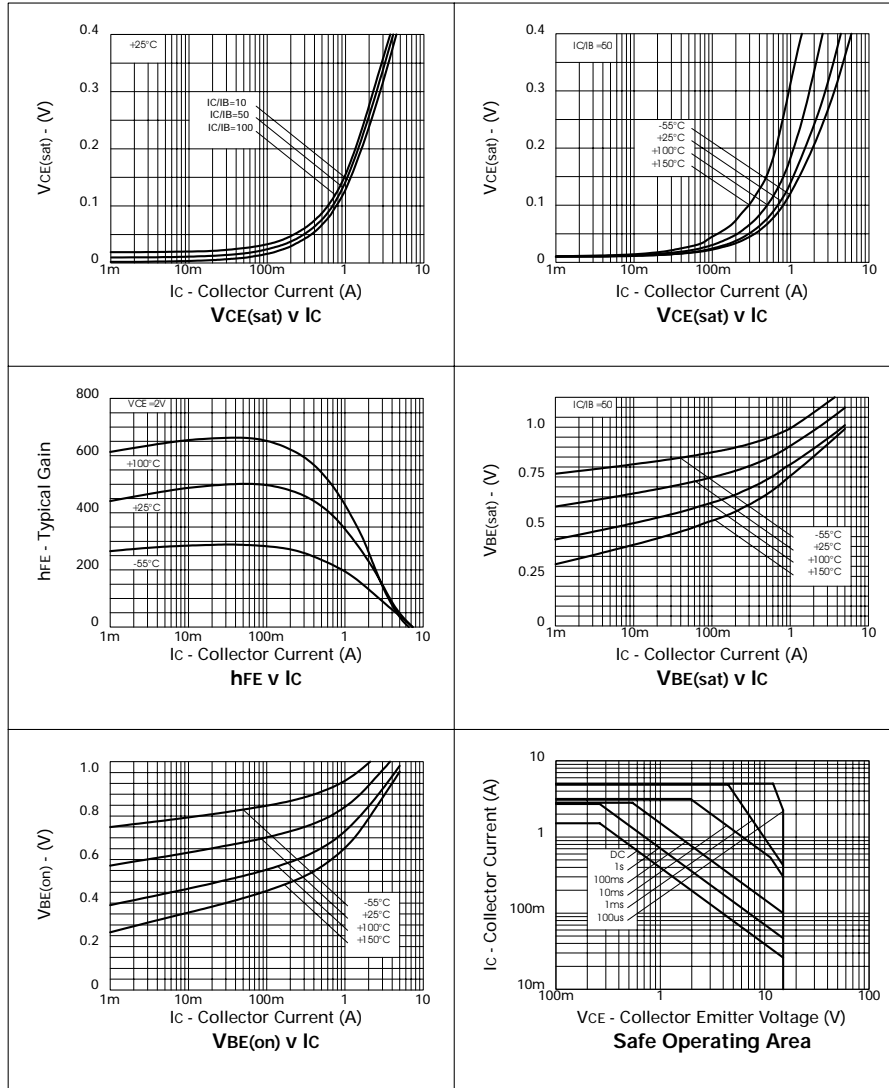 0.4
+25°C
0.3
IC/IB=10
IC/IB=50
IC/IB=100
0.2
0.1
0
VCE(sat) - (V)
1m 10m 100m 1 10
IC - Collector Current (A)
VCE(sat) v IC
0.4
IC/IB=50
0.3
-55°C
+25°C
+100°C
+150°C
0.2
0.1
0
VCE(sat) - (V)
1m 10m 100m 1 10
IC - Collector Current (A)
VCE(sat) v IC
800
VCE=2V
600
+100°C
400
+25°C
200
-55°C
0
hFE - Typical Gain
1m 10m 100m 1 10
IC - Collector Current (A)
hFE v IC
IC/IB=50
1.0
0.75
0.5
-55°C
+25°C
+100°C
+150°C
0.25
0
VBE(sat) - (V)
1m 10m 100m 1 10
IC - Collector Current (A)
VBE(sat) v IC
1.0
0.8
0.6
0.4
-55°C
+25°C
+100°C
+150°C
0.2
0
VBE(on) - (V)
1m 10m 100m 1 10
IC - Collector Current (A)
VBE(on) v IC
10
1
DC
1s
100ms
10ms
1ms
100us
100m
10m
IC - Collector Current (A)
100m 1 10 100
VCE - Collector Emitter Voltage (V)
Safe Operating Area